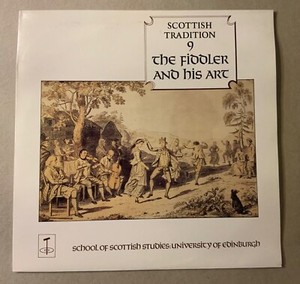 SCOTTISH
TRADITION
9
the FIDDLER
AND HIS ART
SCHOOL OF SCOTTISH STUDIES/UNIVERSITY OF EDINBURGH